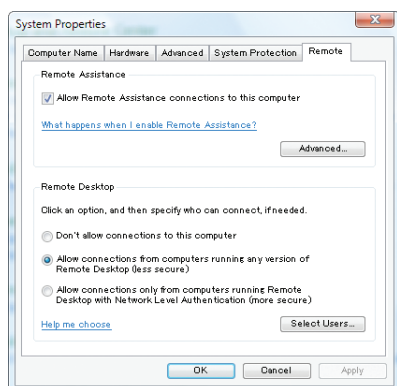 System Properties
Computer Name Hardware Advanced System Protection Remote
Remote Assistance
Allow Remote Assistance connections to this computer
What happens when I enable Remote Assistance?
Advanced...
Remote Desktop
Click an option, and then specify who can connect, if needed.
Don't allow connections to this computer
Allow connections from computers running any version of
Remote Desktop (less secure)
Allow connections only from computers running Remote
Desktop with Network Level Authentication (more secure)
Help me choose
Select Users...
OK Cancel Apply